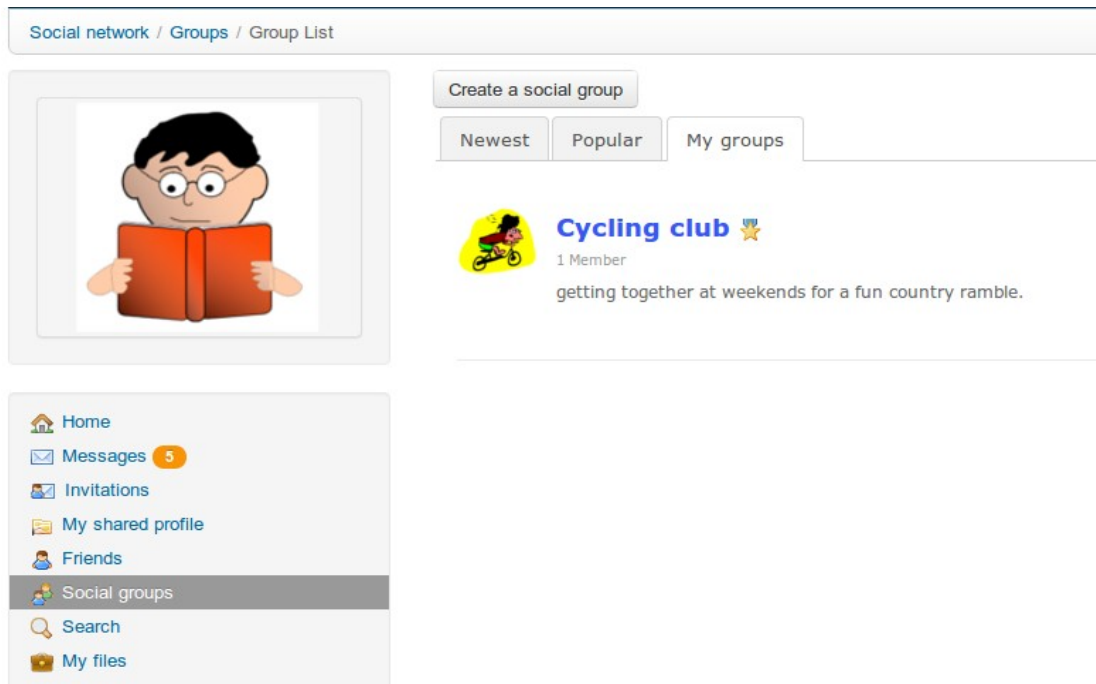 Social network / Groups / Group List
Create a social group
Newest
Popular
My groups
Cycling club
1 Member
getting together at weekends for a fun country ramble.
Home
Messages 5
Invitations
My shared profile
Friends
Social groups
Search
My files